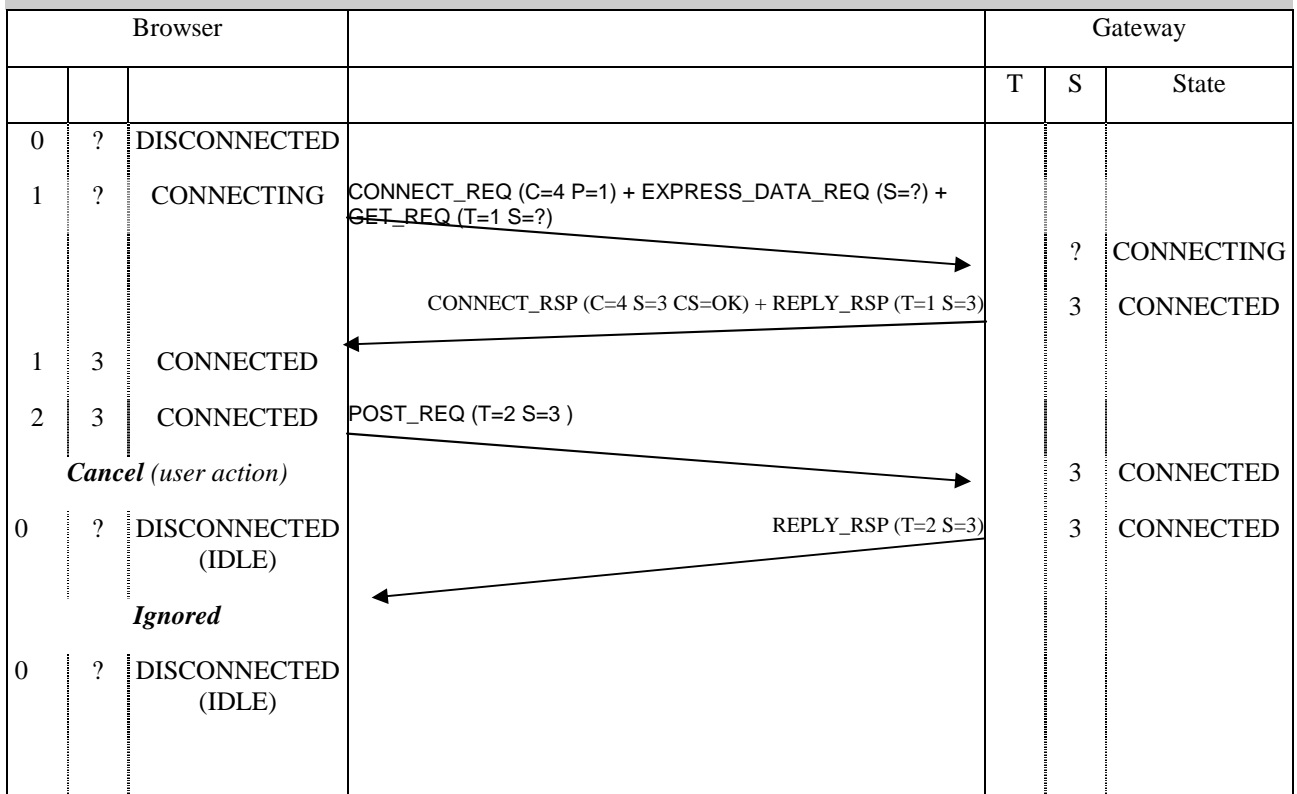 Browser Gateway
T S State
0 ? DISCONNECTED
1 ? CONNECTING CONNECT_REQ (C=4 P=1) + EXPRESS_DATA_REQ (S=?) +
GET_REQ (T=1 S=?)
? CONNECTING
CONNECT_RSP (C=4 S=3 CS=OK) + REPLY_RSP (T=1 S=3) 3 CONNECTED
1 3 CONNECTED
2 3 CONNECTED POST_REQ (T=2 S=3 )
Cancel (user action) 3 CONNECTED
0 ? DISCONNECTED REPLY_RSP (T=2 S=3) 3 CONNECTED
(IDLE)
Ignored
0 ? DISCONNECTED
(IDLE)